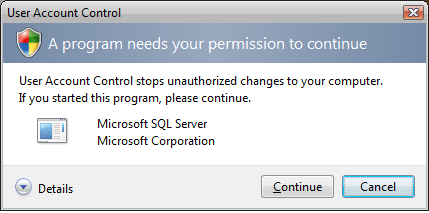 User Account Control
A program needs your permission to continue
User Account Control stops unauthorized changes to your computer.
If you started this program, please continue.
Microsoft SQL Server
Microsoft Corporation
Details
Continue
Cancel